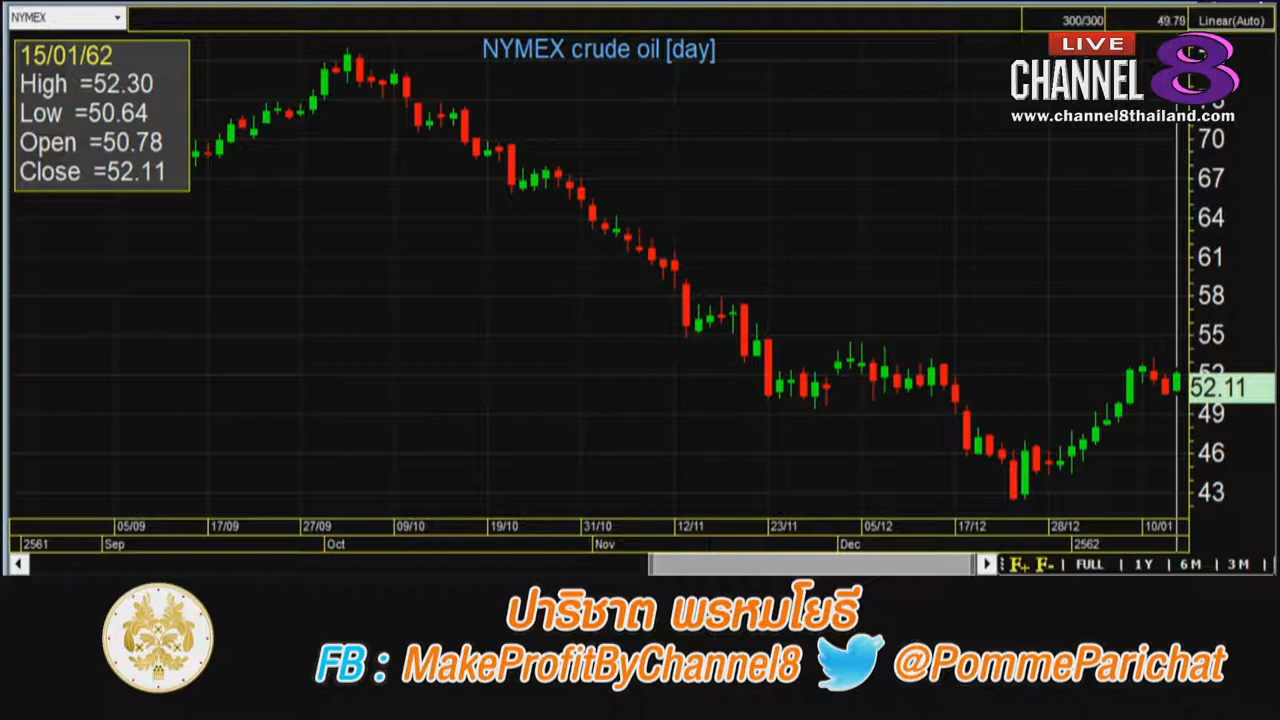 NYMEX
300/300 49.79 Linear(Auto)
15/01/62
High =52.30
Low =50.64
Open =50.78
Close =52.11
NYMEX crude oil [day]
LIVE
CHANNEL 8
www.channel8thailand.com
70
67
64
61
58
55
52
52.11
49
46
43
05/09 17/09 27/09 09/10 19/10 31/10 12/11 23/11 05/12 17/12 28/12 10/01
2561 Sep Oct Nov Dec 2562
F+ F- | FULL | 1Y | 6M | 3M |
ปาริชาต พรหมโยธี
FB : MakeProfitByChannel8 @PommeParichat